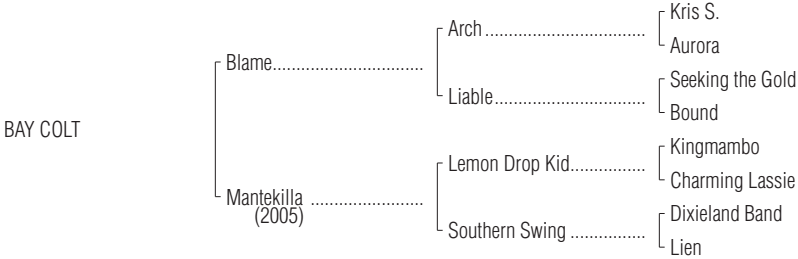 Kris S.
Arch
Aurora
Blame
Seeking the Gold
Liable
Bound
BAY COLT
Kingmambo
Lemon Drop Kid
Charming Lassie
Mantekilla
(2005)
Dixieland Band
Southern Swing
Lien